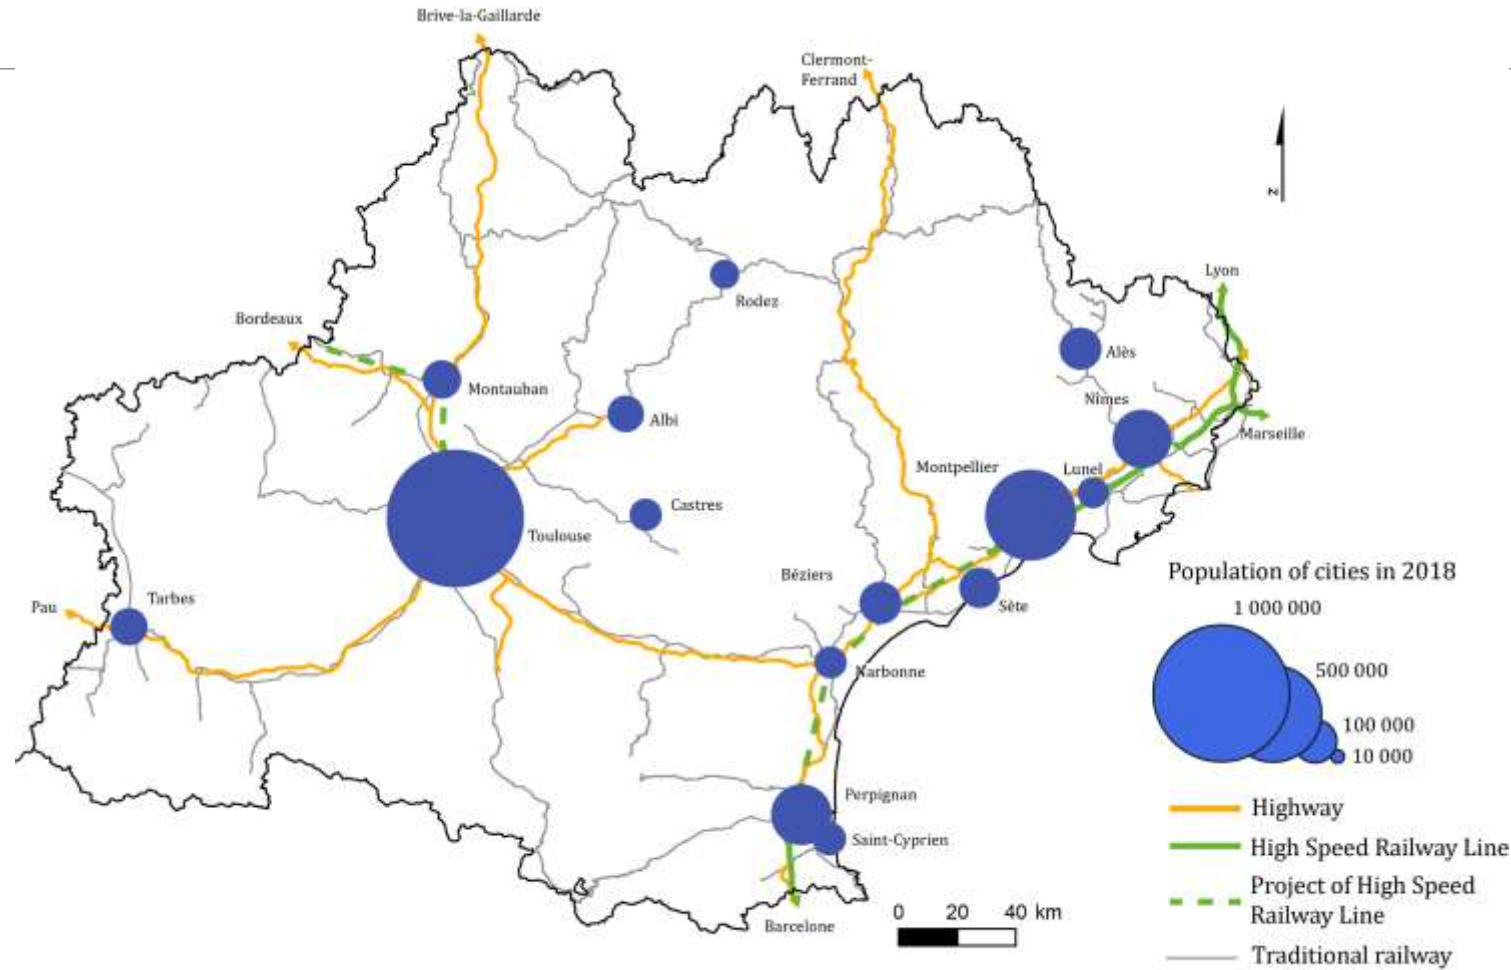 Brive-la-Gaillarde
Clermont-
Ferrand
z
Lyon
Rodez
Bordeaux
Alès
Montauban
Nîmes
Albi
Marseille
Montpellier
Lunel
Castres
Toulouse
Béziers
Population of cities in 2018
Tarbes
Pau
Sète
1 000 000
Narbonne
500 000
100 000
10 000
Perpignan
Highway
Saint-Cyprien
High Speed Railway Line
Project of High Speed
Railway Line
0 20 40 km
Barcelone
Traditional railway